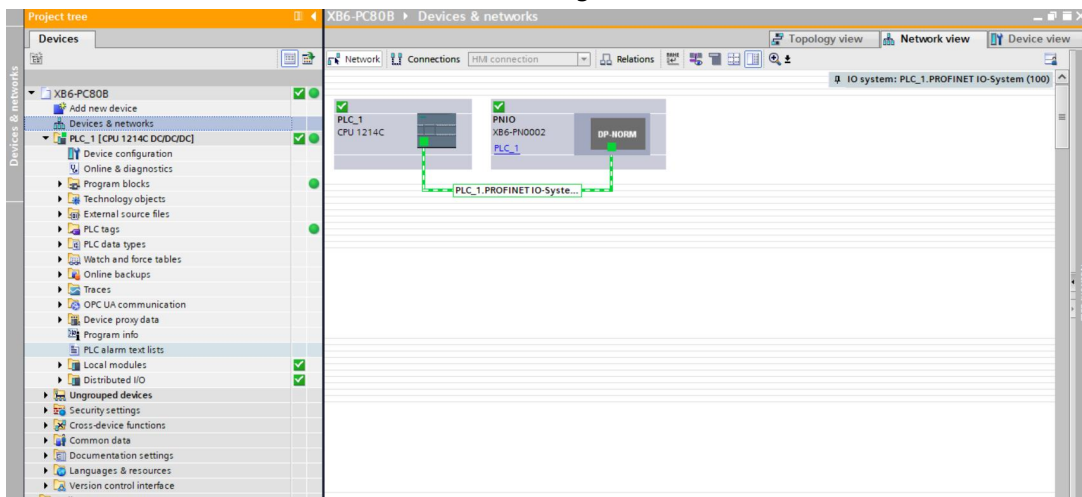 Project tree
XB6-PC80B ▸ Devices & networks
Devices
Topology view
Network view
Device view
Network
Connections
HMI connection
Relations
IO system: PLC_1.PROFINET IO-System (100)
Devices & networks
XB6-PC80B
Add new device
Devices & networks
PLC_1 [CPU 1214C DC/DC/DC]
Device configuration
Online & diagnostics
Program blocks
Technology objects
External source files
PLC tags
PLC data types
Watch and force tables
Online backups
Traces
OPC UA communication
Device proxy data
Program info
PLC alarm text lists
Local modules
Distributed I/O
Ungrouped devices
Security settings
Cross-device functions
Common data
Documentation settings
Languages & resources
Version control interface
PLC_1
CPU 1214C
PNIO
XB6-PN0002
PLC_1
DP-NORM
PLC_1.PROFINET IO-Syste...